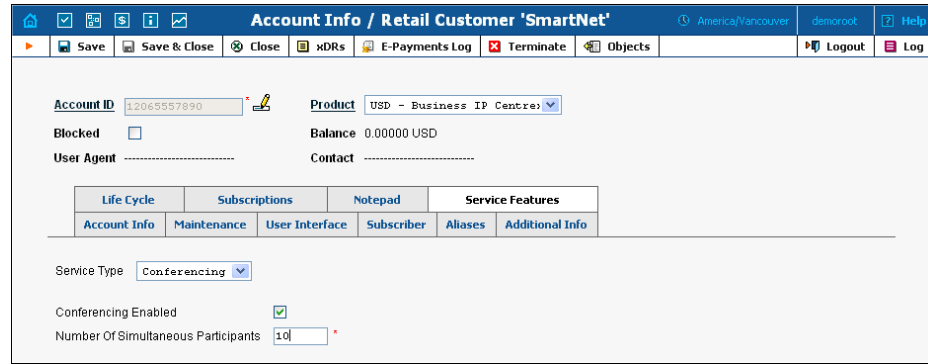 Account Info / Retail Customer 'SmartNet' America/Vancouver demoroot ? Help
Save Save & Close Close xDRs E-Payments Log Terminate Objects Logout Log
Account ID 12065557890 * Product USD - Business IP Centrex
Blocked Balance 0.00000 USD
User Agent ---------------------------- Contact ----------------------------
Life Cycle Subscriptions Notepad Service Features
Account Info Maintenance User Interface Subscriber Aliases Additional Info
Service Type Conferencing
Conferencing Enabled
Number Of Simultaneous Participants 10 *